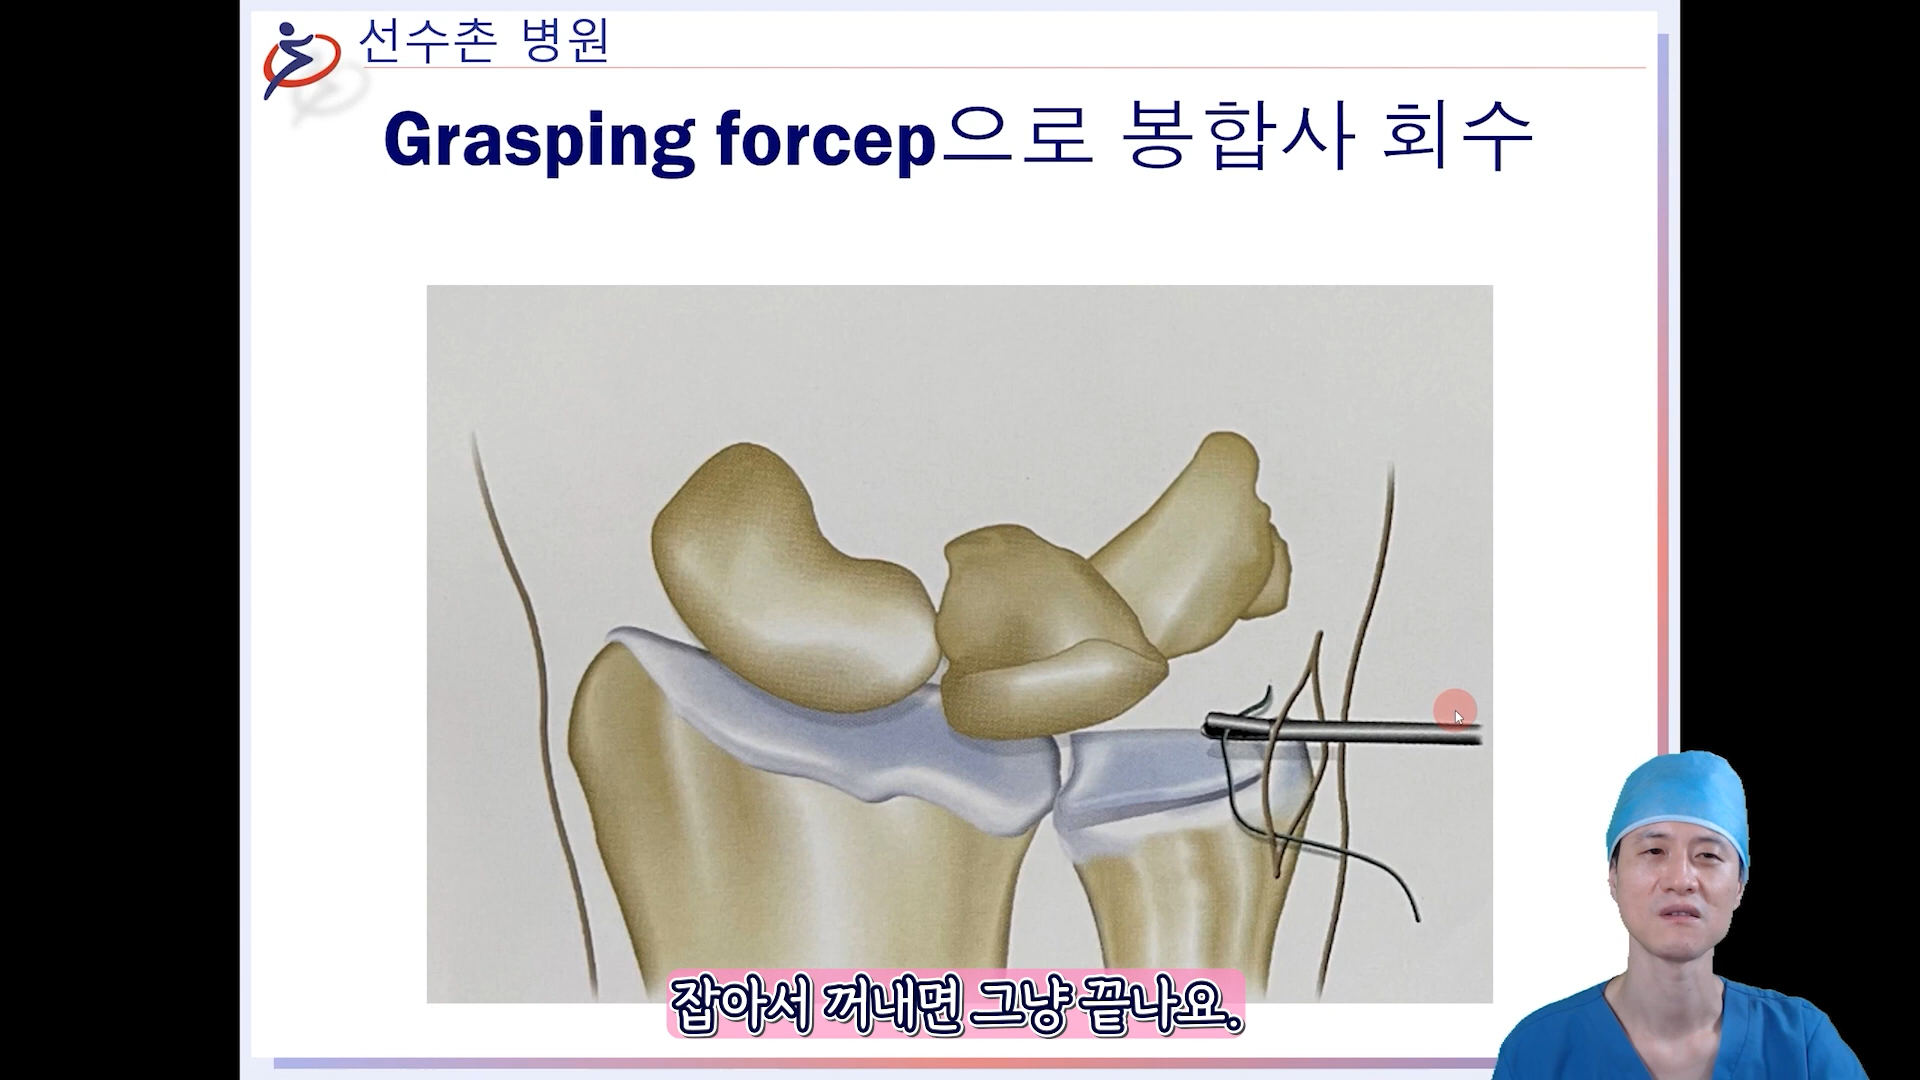 선수촌 병원
Grasping forcep으로 봉합사 회수
잡아서 꺼내면 그냥 끝나요.